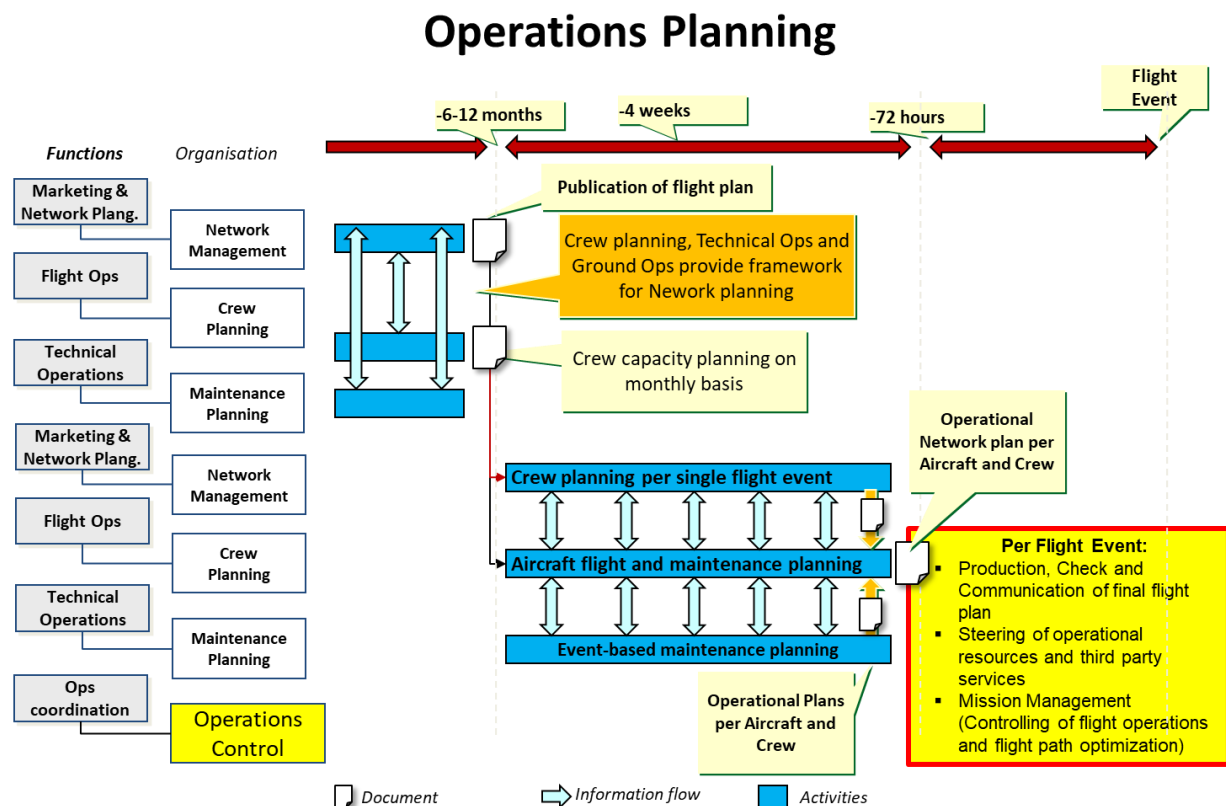 Operations Planning
Flight
Event
-6-12 months
-4 weeks
-72 hours
Functions
Organisation
Marketing &
Network Plang.
Network
Management
Flight Ops
Crew
Planning
Technical
Operations
Maintenance
Planning
Marketing &
Network Plang.
Network
Management
Flight Ops
Crew
Planning
Technical
Operations
Maintenance
Planning
Ops
coordination
Operations
Control
Publication of flight plan
Crew planning, Technical Ops and
Ground Ops provide framework
for Nework planning
Crew capacity planning on
monthly basis
Operational
Network plan per
Aircraft and Crew
Crew planning per single flight event
Aircraft flight and maintenance planning
Event-based maintenance planning
Operational Plans
per Aircraft and
Crew
Per Flight Event:
▪ Production, Check and
Communication of final flight
plan
▪ Steering of operational
resources and third party
services
▪ Mission Management
(Controlling of flight operations
and flight path optimization)
Document
Information flow
Activities